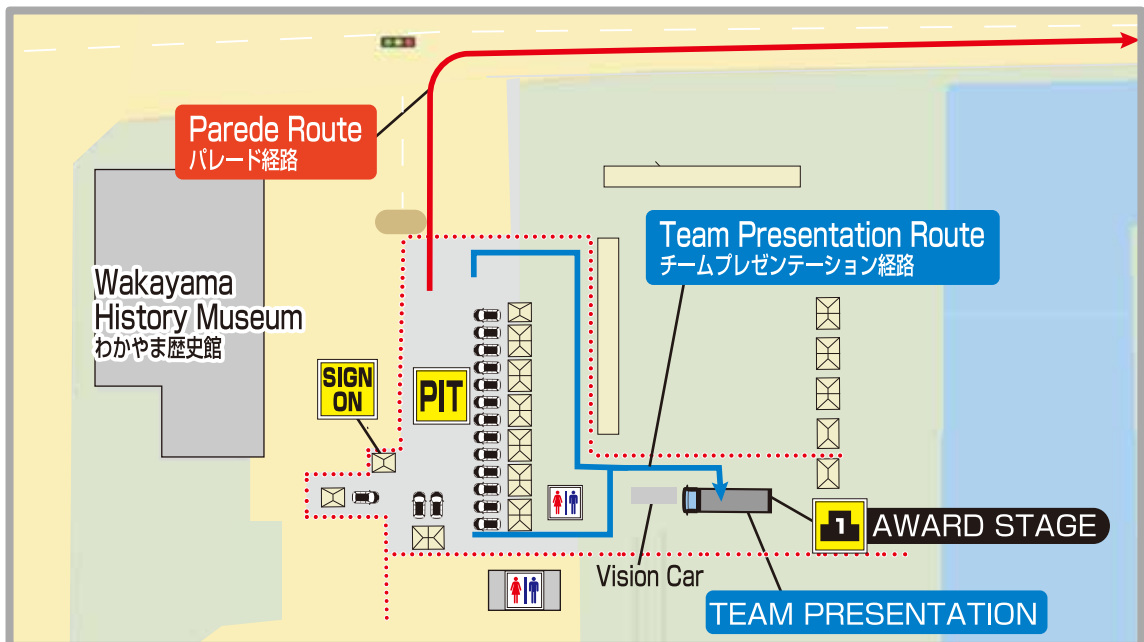 Parede Route
パレード経路
Team Presentation Route
チームプレゼンテーション経路
Wakayama
History Museum
わかやま歴史館
SIGN
ON
PIT
1
AWARD STAGE
Vision Car
TEAM PRESENTATION